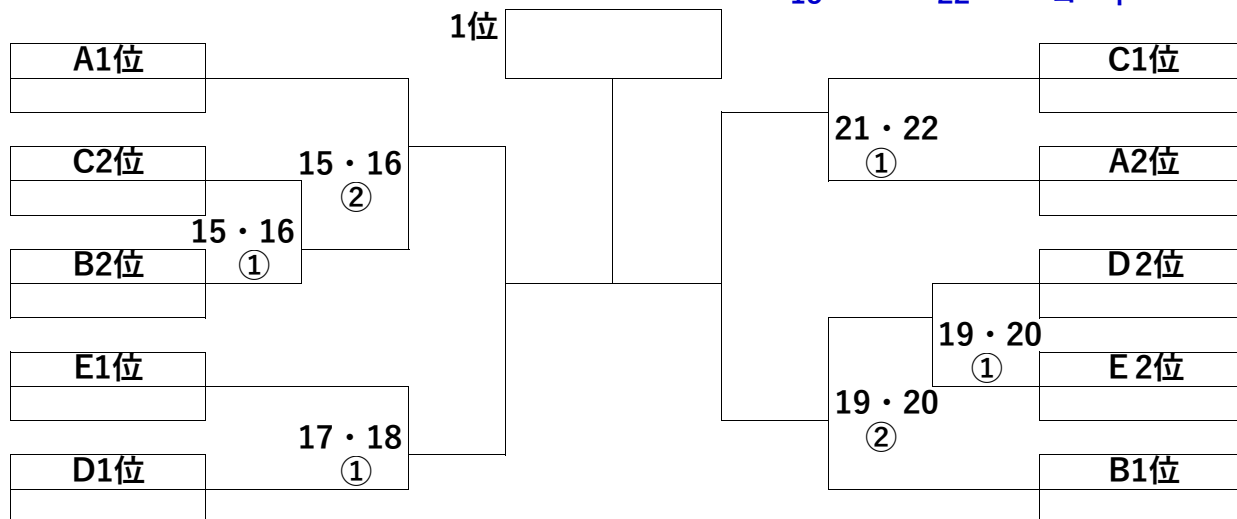 1位
A1位
C2位
15・16
②
15・16
①
B2位
E1位
17・18
①
D1位
C1位
21・22
①
A2位
D2位
19・20
①
E2位
19・20
②
B1位